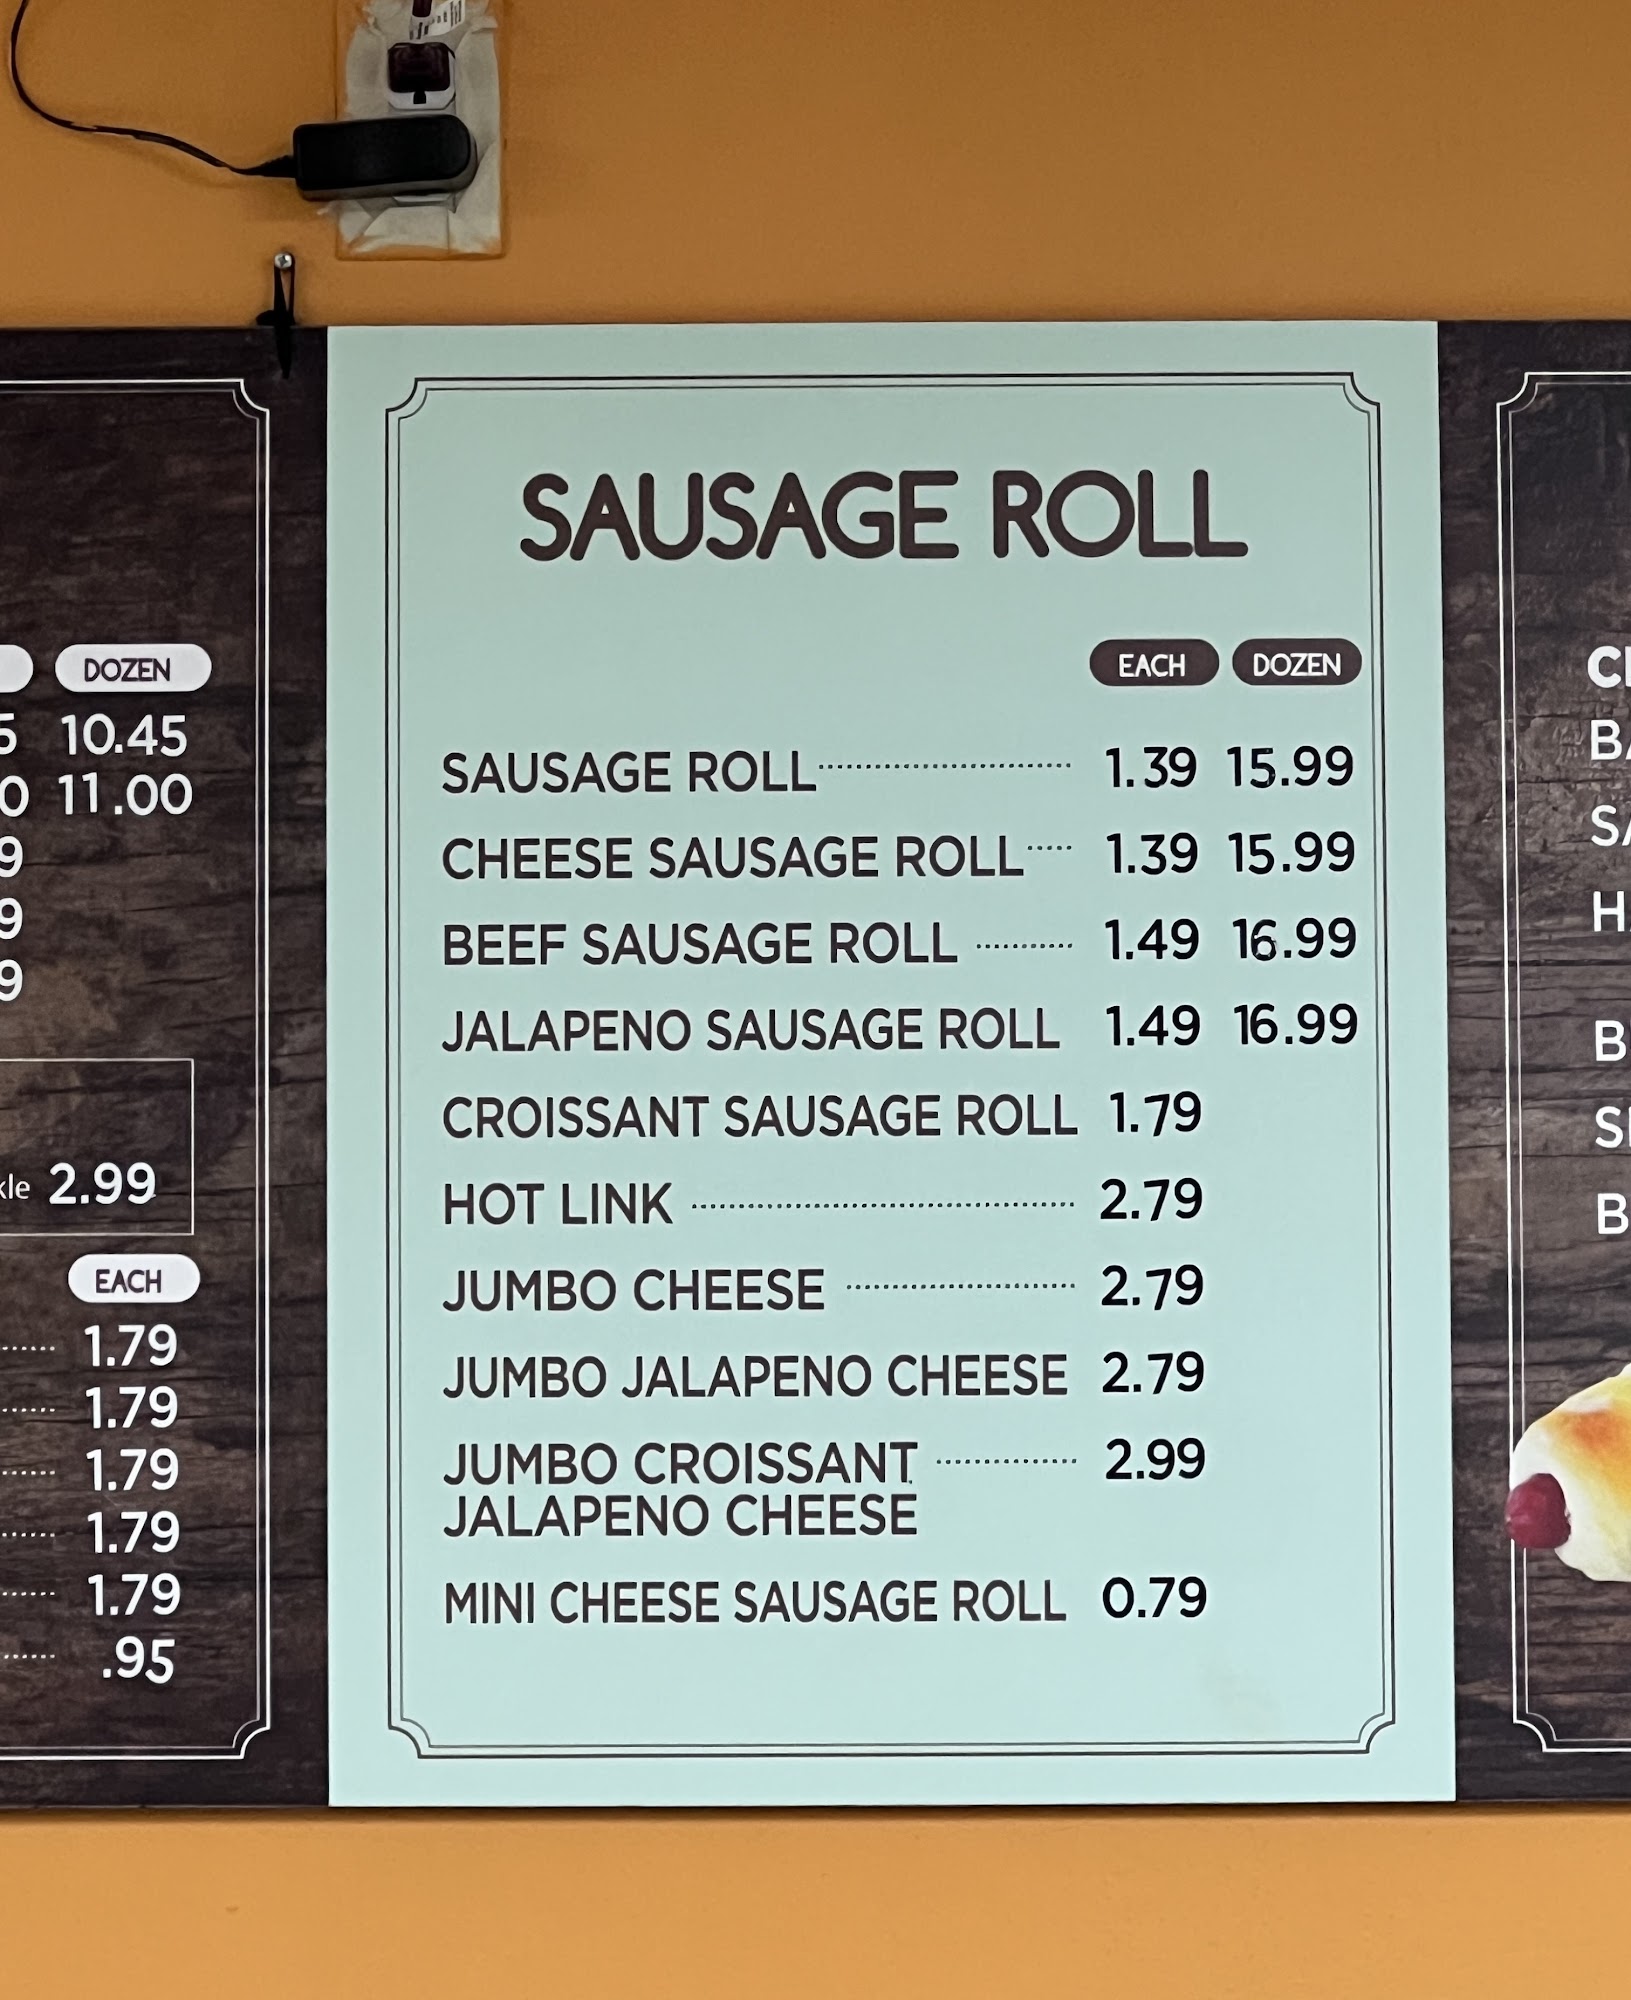 DOZEN
10.45
11.00
2.99
EACH
1.79
1.79
1.79
1.79
1.79
.95
SAUSAGE ROLL
EACH DOZEN
SAUSAGE ROLL 1.39 15.99
CHEESE SAUSAGE ROLL 1.39 15.99
BEEF SAUSAGE ROLL 1.49 16.99
JALAPENO SAUSAGE ROLL 1.49 16.99
CROISSANT SAUSAGE ROLL 1.79
HOT LINK 2.79
JUMBO CHEESE 2.79
JUMBO JALAPENO CHEESE 2.79
JUMBO CROISSANT 2.99
JALAPENO CHEESE
MINI CHEESE SAUSAGE ROLL 0.79